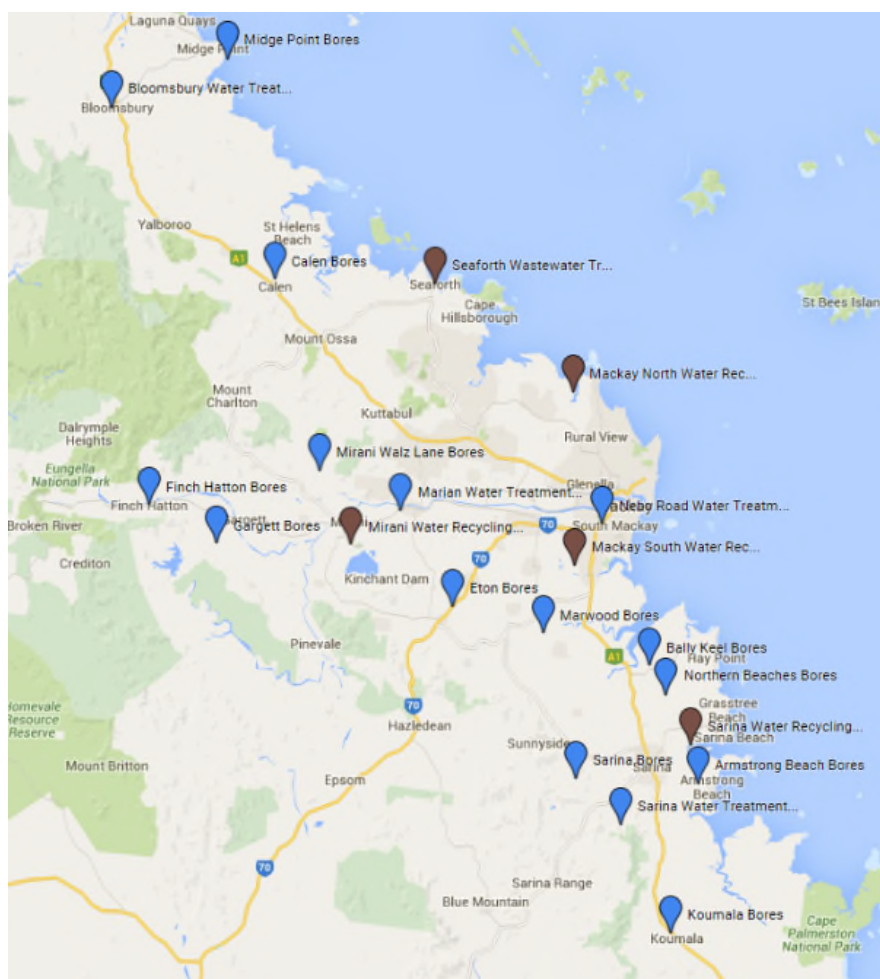 Laguna Quays
Midge Point Bores
Midge Point
Bloomsbury Water Treat...
Bloomsbury
Yalboroo
St Helens
Beach
A1
Calen Bores
Seaforth Wastewater Tr...
Calen
Seaforth
Cape
Hillsborough
St Bees Island
Mount Ossa
Mackay North Water Rec...
Mount
Charlton
Kuttabul
Dalrymple
Heights
Rural View
Mirani Walz Lane Bores
Eungella
National Park
Finch Hatton Bores
Marian Water Treatment...
Glenella
Finch Hatton
Nebo Road Water Treatm...
Broken River
Gargett Bores
Gargett
Mirani Water Recycling...
70
South Mackay
Mackay South Water Rec...
Crediton
70
Kinchant Dam
Eton Bores
Marwood Bores
Pinevale
Bally Keel Bores
A1
Ray Point
Northern Beaches Bores
Homevale
Resource
Reserve
70
Hazledean
Grasstree
Beach
Sarina Water Recycling...
Sarina Beach
Sunnyside
Mount Britton
Sarina Bores
Sarina
Armstrong Beach Bores
Epsom
Armstrong
Beach
Sarina Water Treatment...
70
Sarina Range
Blue Mountain
Koumala Bores
Koumala
Cape
Palmerston
National Park